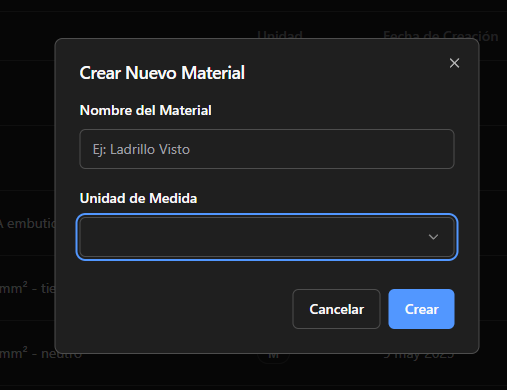 Unidad Fecha de Creación
Crear Nuevo Material
Nombre del Material
Ej: Ladrillo Visto
Unidad de Medida
A embutic
mm² - tie
Cancelar Crear
mm² - neutro 9 may 2025